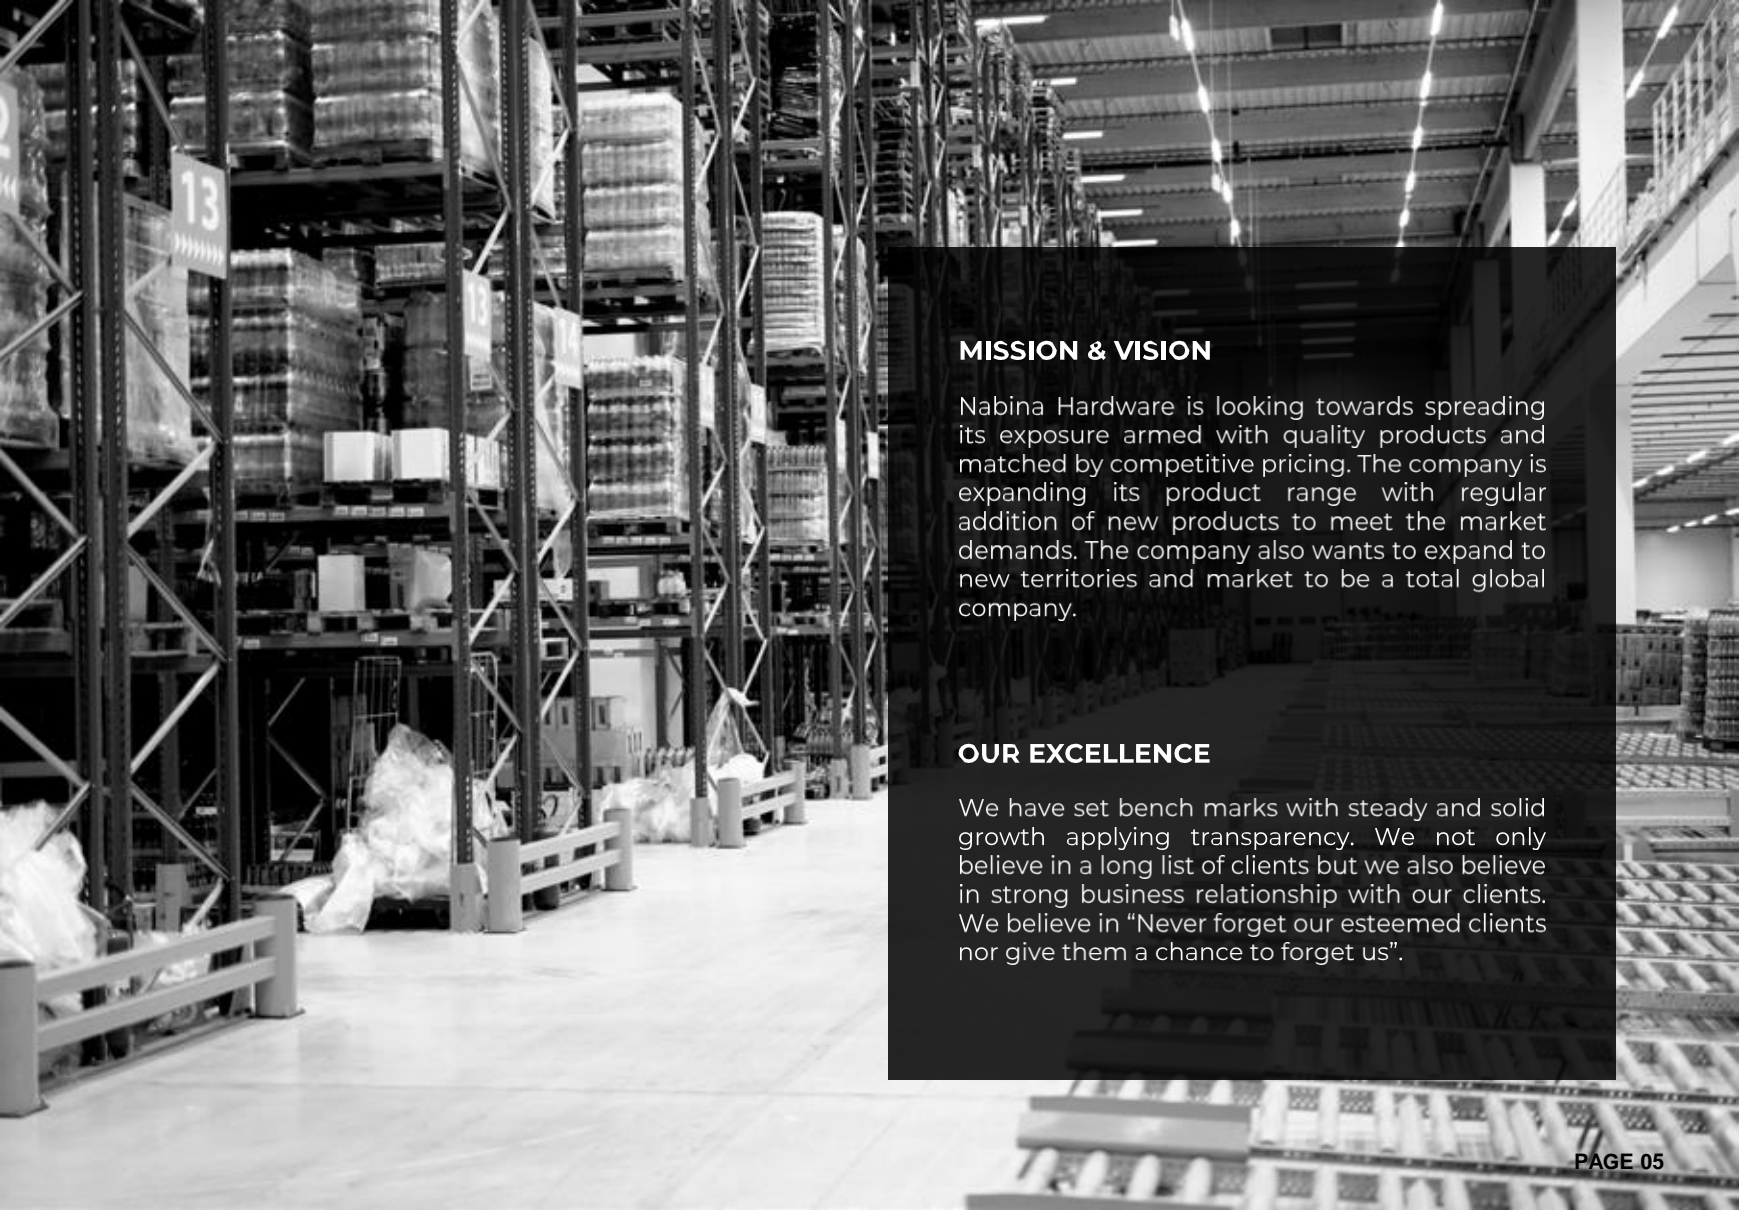 13
13
14
MISSION & VISION
Nabina Hardware is looking towards spreading
its exposure armed with quality products and
matched by competitive pricing. The company is
expanding its product range with regular
addition of new products to meet the market
demands. The company also wants to expand to
new territories and market to be a total global
company.
OUR EXCELLENCE
We have set bench marks with steady and solid
growth applying transparency. We not only
believe in a long list of clients but we also believe
in strong business relationship with our clients.
We believe in “Never forget our esteemed clients
nor give them a chance to forget us”.
PAGE 05